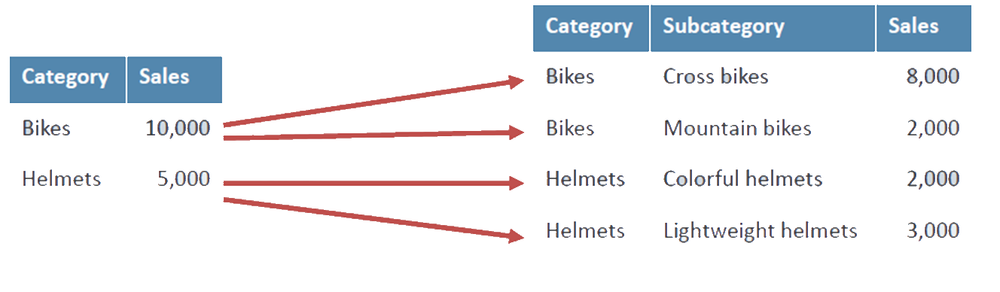 Category Sales
Bikes 10,000
Helmets 5,000
Category Subcategory Sales
Bikes Cross bikes 8,000
Bikes Mountain bikes 2,000
Helmets Colorful helmets 2,000
Helmets Lightweight helmets 3,000